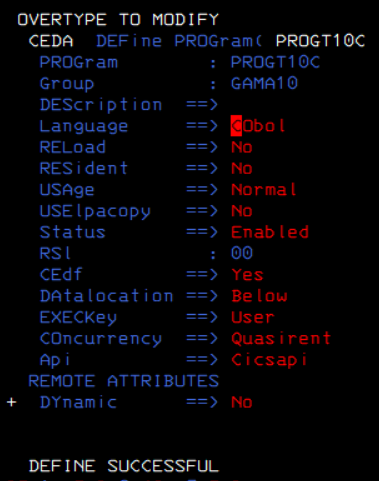 OVERTYPE TO MODIFY
CEDA DEFine PROGram( PROGT10C
PROGram : PROGT10C
Group : GAMA10
DEScription ==>
Language ==> CObol
RELoad ==> No
RESident ==> No
USAge ==> Normal
USElpacopy ==> No
Status ==> Enabled
RSl : 00
CEdf ==> Yes
DAtalocation ==> Below
EXECKey ==> User
COncurrency ==> Quasirent
Api ==> Cicsapi
REMOTE ATTRIBUTES
+ DYnamic ==> No
DEFINE SUCCESSFUL